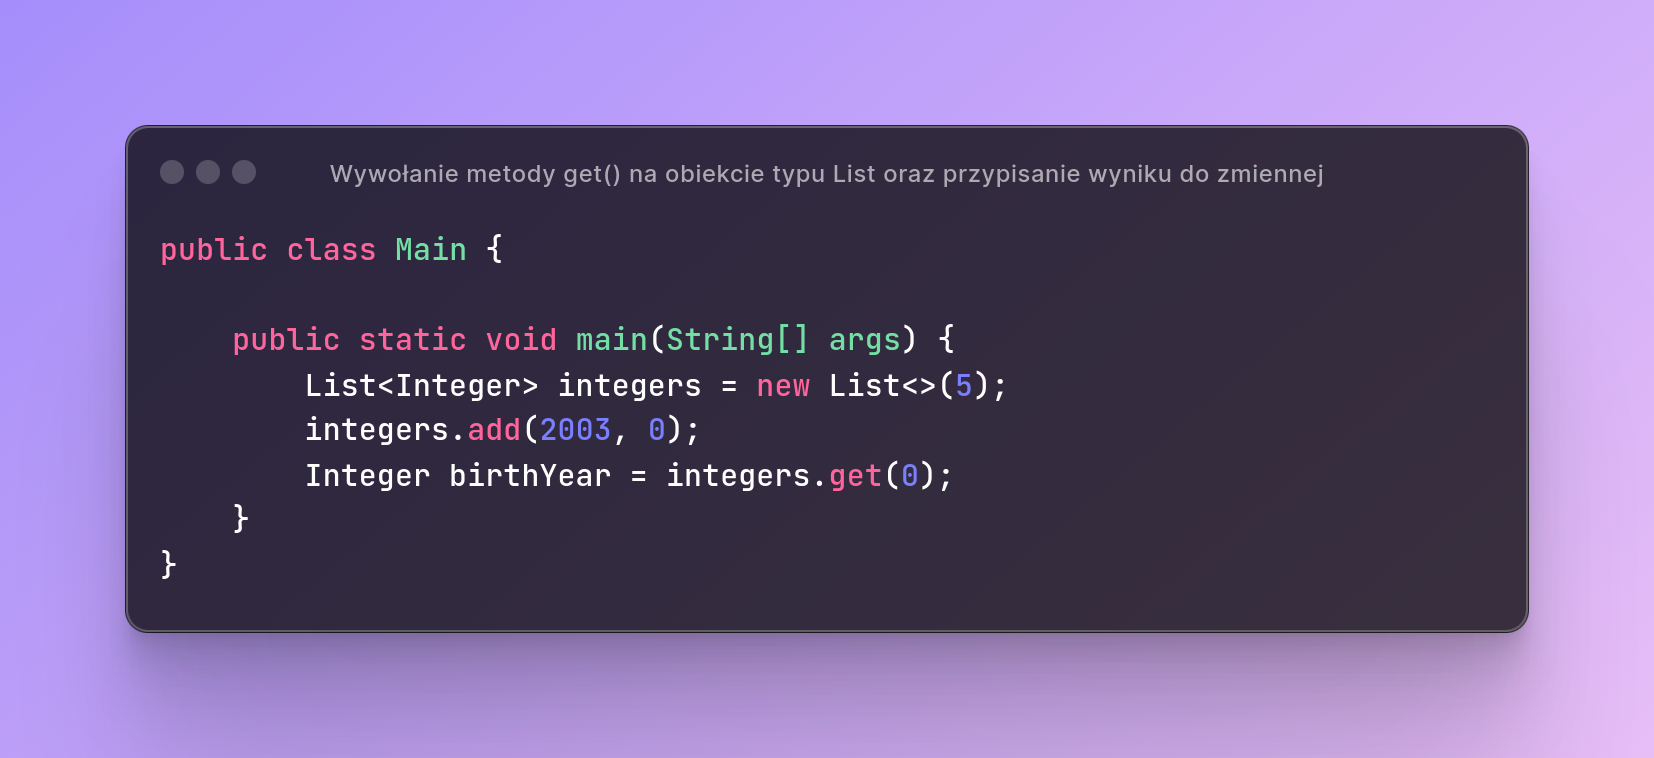 Wywołanie metody get() na obiekcie typu List oraz przypisanie wyniku do zmiennej
public class Main {
    public static void main(String[] args) {
        List<Integer> integers = new List<>(5);
        integers.add(2003, 0);
        Integer birthYear = integers.get(0);
    }
}